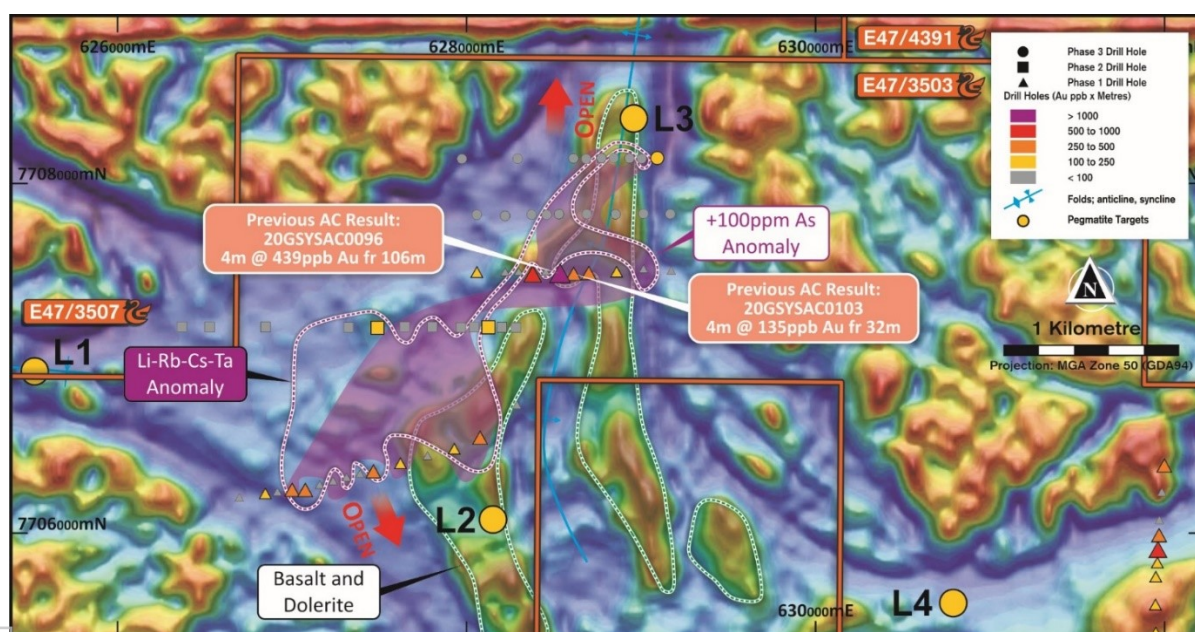 626000mE
628000mE
630000mE
E47/4391
E47/3503
Phase 3 Drill Hole
Phase 2 Drill Hole
Phase 1 Drill Hole
Drill Holes (Au ppb x Metres)
> 1000
500 to 1000
250 to 500
100 to 250
< 100
Folds; anticline, syncline
Pegmatite Targets
OPEN
L3
7708000mN
Previous AC Result:
20GSYSAC0096
4m @ 439ppb Au fr 106m
+100ppm As
Anomaly
Previous AC Result:
20GSYSAC0103
4m @ 135ppb Au fr 32m
N
1 Kilometre
Projection: MGA Zone 50 (GDA94)
E47/3507
L1
Li-Rb-Cs-Ta
Anomaly
7706000mN
OPEN
L2
Basalt and
Dolerite
630000mE
L4